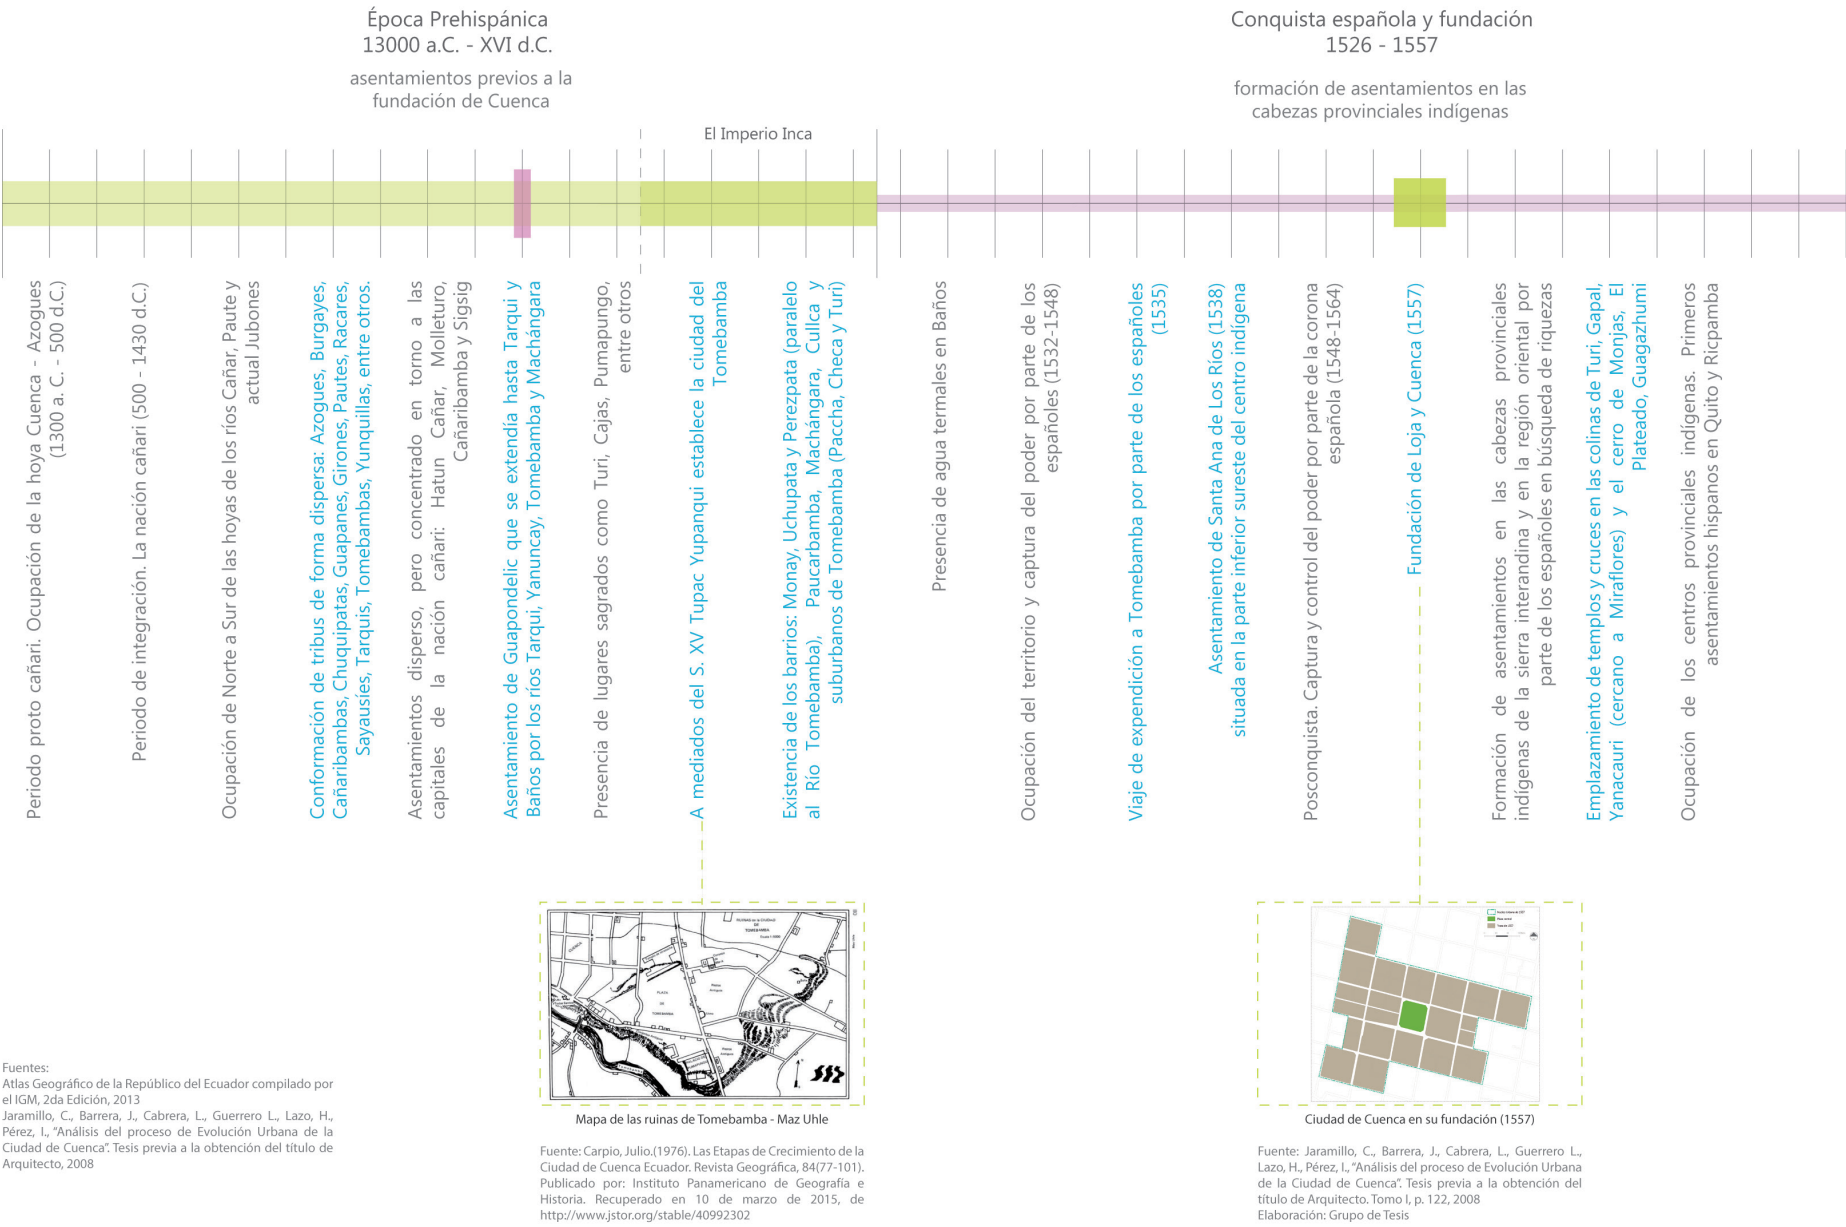 Época Prehispánica
13000 a.C. - XVI d.C.
asentamientos previos a la
fundación de Cuenca
El Imperio Inca
Conquista española y fundación
1526 - 1557
formación de asentamientos en las
cabezas provinciales indígenas
Periodo proto cañari. Ocupación de la hoya Cuenca - Azogues
(1300 a. C. - 500 d.C.)
Periodo de integración. La nación cañari (500 - 1430 d.C.)
Ocupación de Norte a Sur de las hoyas de los ríos Cañar, Paute y
actual Jubones
Conformación de tribus de forma dispersa: Azogues, Burgayes,
Cañaribambas, Chuquipatas, Guapanes, Girones, Pautes, Racares,
Sayausíes, Tarquis, Tomebambas, Yunquillas, entre otros.
Asentamientos disperso, pero concentrado en torno a las
capitales de la nación cañari: Hatun Cañar, Molleturo,
Cañaribamba y Sigsig
Asentamiento de Guapondelic que se extendía hasta Tarqui y
Baños por los ríos Tarqui, Yanuncay, Tomebamba y Machángara
Presencia de lugares sagrados como Turi, Cajas, Pumapungo,
entre otros
A mediados del S. XV Tupac Yupanqui establece la ciudad del
Tomebamba
Existencia de los barrios: Monay, Uchupata y Perezpata (paralelo
al Río Tomebamba), Paucarbamba, Machángara, Cullca y
suburbanos de Tomebamba (Paccha, Checa y Turi)
Presencia de agua termales en Baños
Ocupación del territorio y captura del poder por parte de los
españoles (1532-1548)
Viaje de expendición a Tomebamba por parte de los españoles
(1535)
Asentamiento de Santa Ana de Los Ríos (1538)
situada en la parte inferior sureste del centro indígena
Posconquista. Captura y control del poder por parte de la corona
española (1548-1564)
Fundación de Loja y Cuenca (1557)
Formación de asentamientos en las cabezas provinciales
indígenas de la sierra interandina y en la región oriental por
parte de los españoles en búsqueda de riquezas
Emplazamiento de templos y cruces en las colinas de Turi, Gapal,
Yanacauri (cercano a Miraflores) y el cerro de Monjas, El
Plateado, Guagazhumi
Ocupación de los centros provinciales indígenas. Primeros
asentamientos hispanos en Quito y Ricpamba
RUINAS de la CIUDAD
DE
TOMEBAMBA
CUENCA
PLAZA
DE
TOMEBAMBA
Mapa de las ruinas de Tomebamba - Maz Uhle
Fuente: Carpio, Julio.(1976). Las Etapas de Crecimiento de la
Ciudad de Cuenca Ecuador. Revista Geográfica, 84(77-101).
Publicado por: Instituto Panamericano de Geografía e
Historia. Recuperado en 10 de marzo de 2015, de
http://www.jstor.org/stable/40992302
Ciudad de Cuenca en su fundación (1557)
Fuente: Jaramillo, C., Barrera, J., Cabrera, L., Guerrero L.,
Lazo, H., Pérez, I., “Análisis del proceso de Evolución Urbana
de la Ciudad de Cuenca”. Tesis previa a la obtención del
título de Arquitecto. Tomo I, p. 122, 2008
Elaboración: Grupo de Tesis
Fuentes:
Atlas Geográfico de la Repúblico del Ecuador compilado por
el IGM, 2da Edición, 2013
Jaramillo, C., Barrera, J., Cabrera, L., Guerrero L., Lazo, H.,
Pérez, I., “Análisis del proceso de Evolución Urbana de la
Ciudad de Cuenca”. Tesis previa a la obtención del título de
Arquitecto, 2008